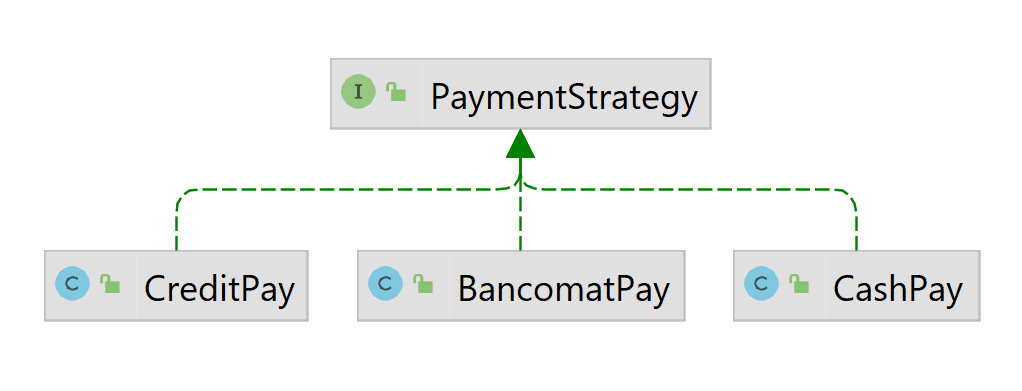 I PaymentStrategy
C CreditPay
C BancomatPay
C CashPay